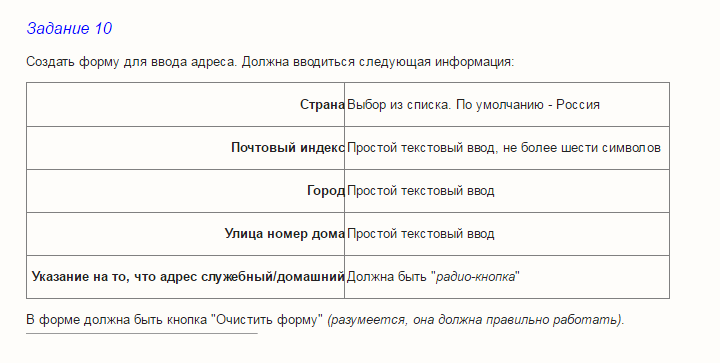 Задание 10
Создать форму для ввода адреса. Должна вводиться следующая информация:
Страна Выбор из списка. По умолчанию - Россия
Почтовый индекс Простой текстовый ввод, не более шести символов
Город Простой текстовый ввод
Улица номер дома Простой текстовый ввод
Указание на то, что адрес служебный/домашний Должна быть "радио-кнопка"
В форме должна быть кнопка "Очистить форму" (разумеется, она должна правильно работать).